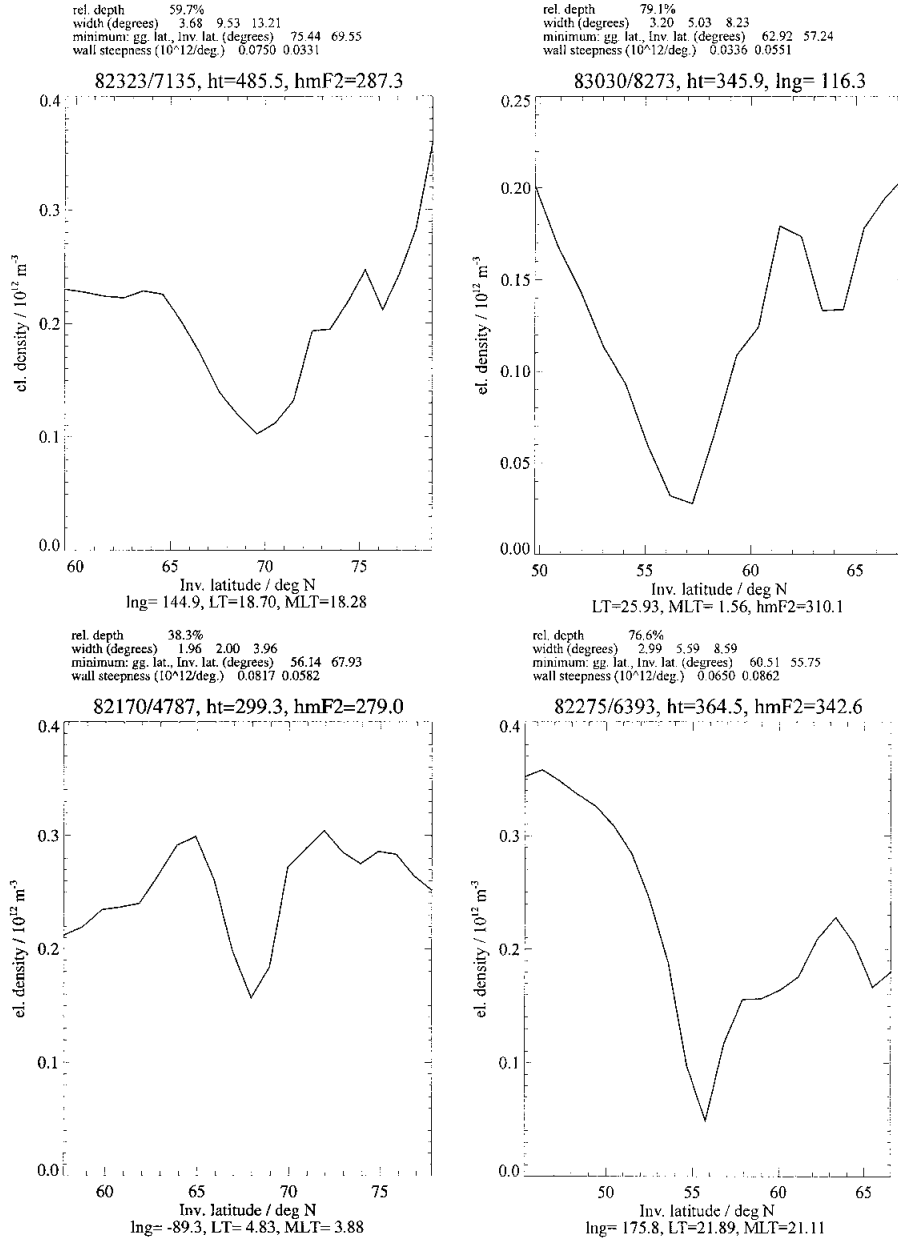 rel. depth 59.7%
width (degrees) 3.68 9.53 13.21
minimum: gg. lat., Inv. lat. (degrees) 75.44 69.55
wall steepness (10^12/deg.) 0.0750 0.0331
82323/7135, ht=485.5, hmF2=287.3
0.4
0.3
0.2
0.1
0.0
el. density / 10¹² m⁻³
60 65 70 75
Inv. latitude / deg N
lng= 144.9, LT=18.70, MLT=18.28
rel. depth 79.1%
width (degrees) 3.20 5.03 8.23
minimum: gg. lat., Inv. lat. (degrees) 62.92 57.24
wall steepness (10^12/deg.) 0.0336 0.0551
83030/8273, ht=345.9, lng= 116.3
0.25
0.20
0.15
0.10
0.05
0.00
el. density / 10¹² m⁻³
50 55 60 65
Inv. latitude / deg N
LT=25.93, MLT= 1.56, hmF2=310.1
rel. depth 38.3%
width (degrees) 1.96 2.00 3.96
minimum: gg. lat., Inv. lat. (degrees) 56.14 67.93
wall steepness (10^12/deg.) 0.0817 0.0582
82170/4787, ht=299.3, hmF2=279.0
0.4
0.3
0.2
0.1
0.0
el. density / 10¹² m⁻³
60 65 70 75
Inv. latitude / deg N
lng= -89.3, LT= 4.83, MLT= 3.88
rel. depth 76.6%
width (degrees) 2.99 5.59 8.59
minimum: gg. lat., Inv. lat. (degrees) 60.51 55.75
wall steepness (10^12/deg.) 0.0650 0.0862
82275/6393, ht=364.5, hmF2=342.6
0.4
0.3
0.2
0.1
0.0
el. density / 10¹² m⁻³
50 55 60 65
Inv. latitude / deg N
lng= 175.8, LT=21.89, MLT=21.11